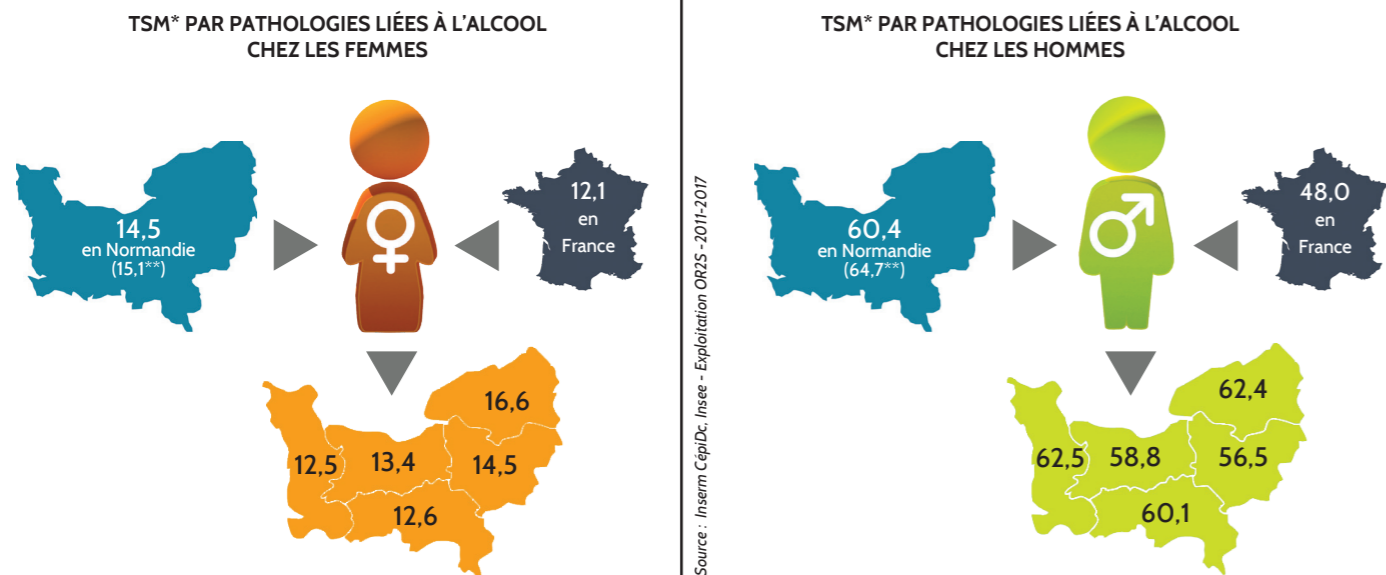 TSM* PAR PATHOLOGIES LIÉES À L'ALCOOL
CHEZ LES FEMMES
14,5
en Normandie
(15,1**)
12,1
en
France
16,6
12,5
13,4
14,5
12,6
Source : Inserm CépiDc, Insee - Exploitation OR2S - 2011-2017
TSM* PAR PATHOLOGIES LIÉES À L'ALCOOL
CHEZ LES HOMMES
60,4
en Normandie
(64,7**)
48,0
en
France
62,4
62,5
58,8
56,5
60,1